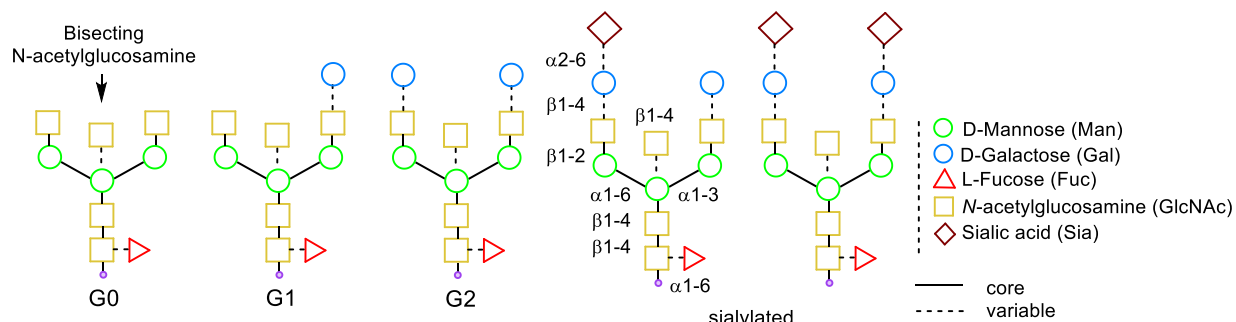 Bisecting
N-acetylglucosamine
α2-6
β1-4
β1-4
β1-2
α1-6
α1-3
β1-4
β1-4
α1-6
G0
G1
G2
sialylated
D-Mannose (Man)
D-Galactose (Gal)
L-Fucose (Fuc)
N-acetylglucosamine (GlcNAc)
Sialic acid (Sia)
core
variable